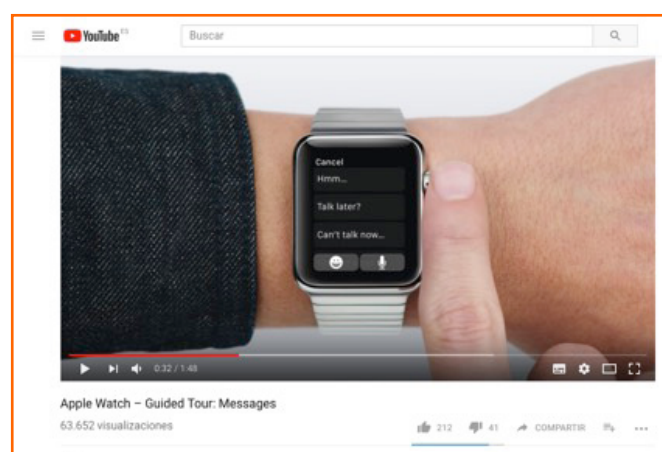 YouTube ES
Buscar
Cancel
Hmm...
Talk later?
Can't talk now...
0:32 / 1:48
Apple Watch – Guided Tour: Messages
63.652 visualizaciones
212 41 COMPARTIR